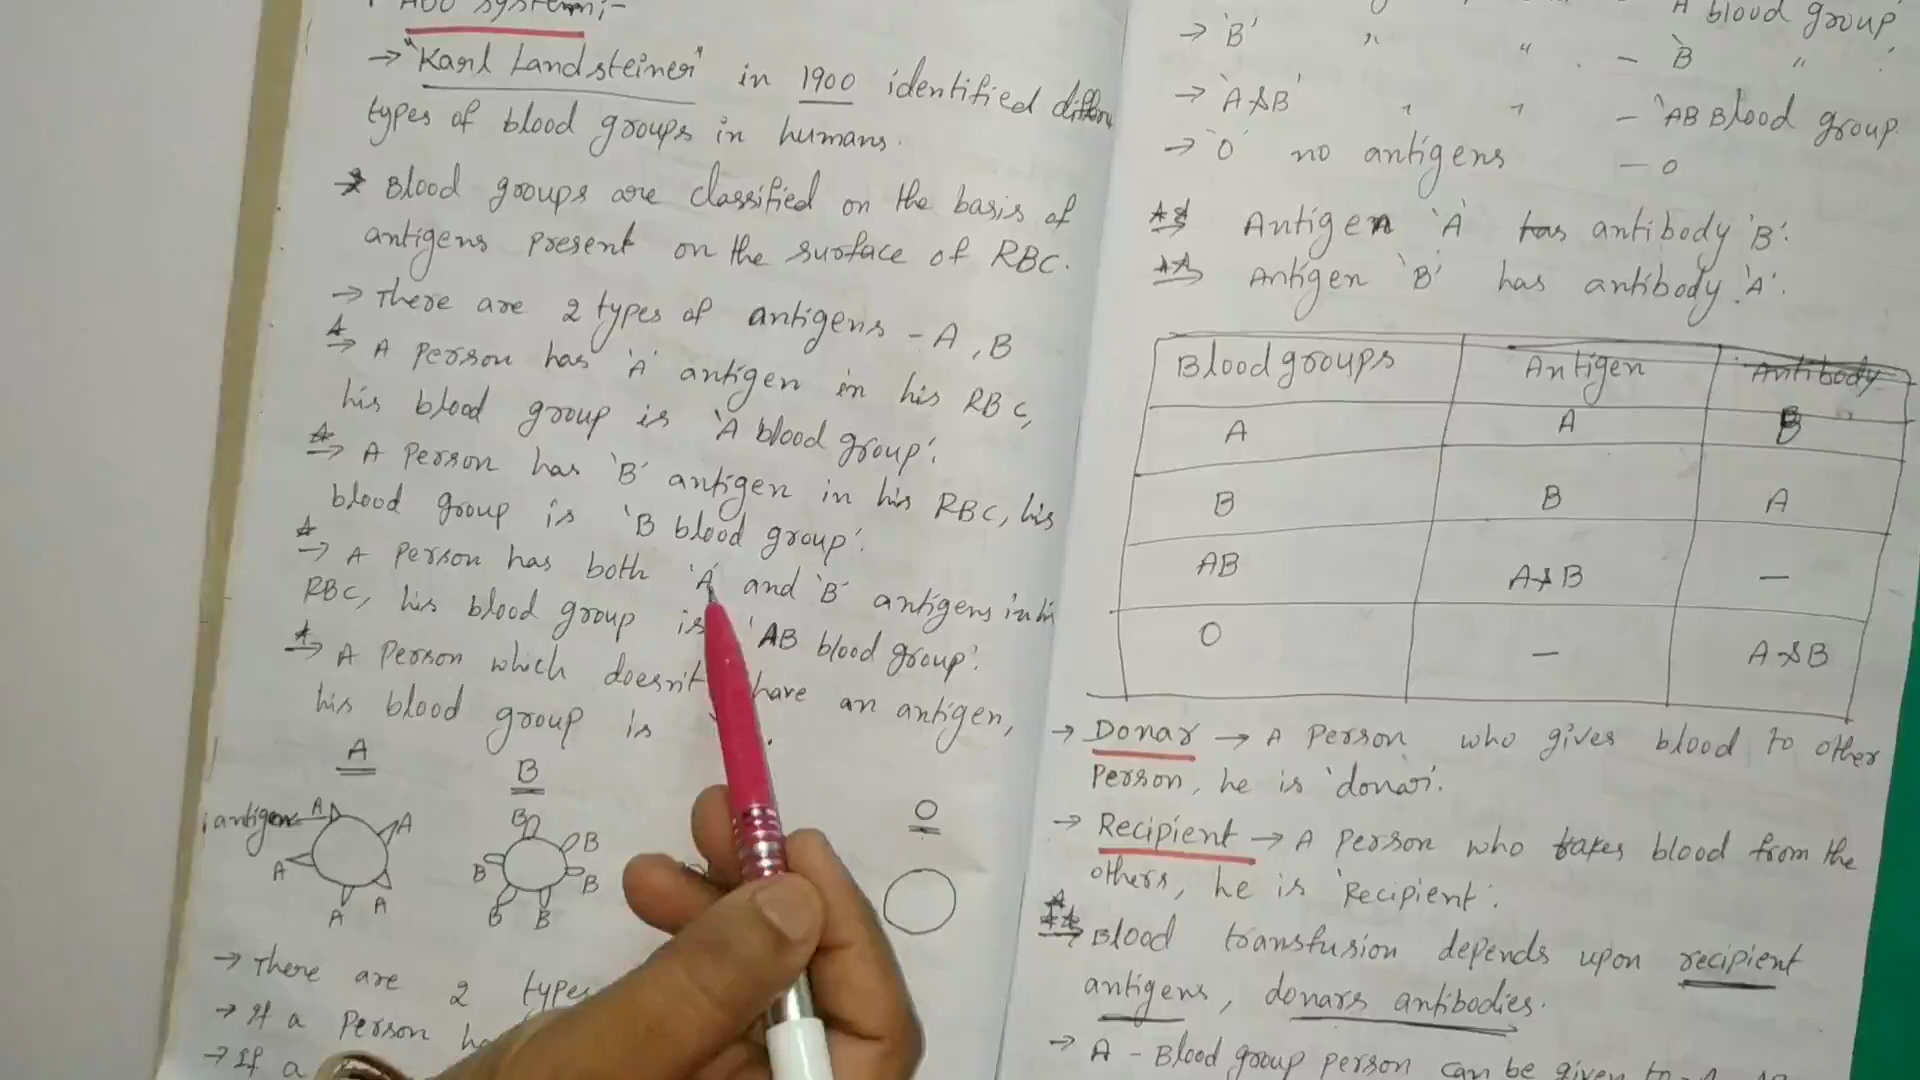 ABO system:-
→ "Karl Landsteiner" in 1900 identified
types of blood groups in humans.
→ Blood groups are classified on the basis of
antigens present on the surface of RBC.
→ There are 2 types of antigens - A, B
→ A person has 'A' antigen in his RBC,
his blood group is 'A blood group'.
→ A person has 'B' antigen in his RBC, his
blood group is 'B blood group'.
→ A person has both 'A' and 'B' antigens in
RBC, his blood group is 'AB blood group'.
→ A person which doesn't have an antigen,
his blood group is
A B O
antigen A A A A A A
B B B B B B
→ There are 2 types
→ If a person
→ If a
A blood group
→ 'B' " " - B "
→ 'A&B' " " - 'AB Blood group
→ 'O' no antigens - O
Antigen 'A' has antibody 'B'.
Antigen 'B' has antibody 'A'.
Blood groups Antigen Antibody
A A B
B B A
AB A&B —
O — A&B
→ Donar → A person who gives blood to other
person, he is 'donar'.
→ Recipient → A person who takes blood from the
others, he is 'Recipient'.
Blood transfusion depends upon recipient
antigens, donars antibodies.
→ A - Blood group person can be given to - A, AB